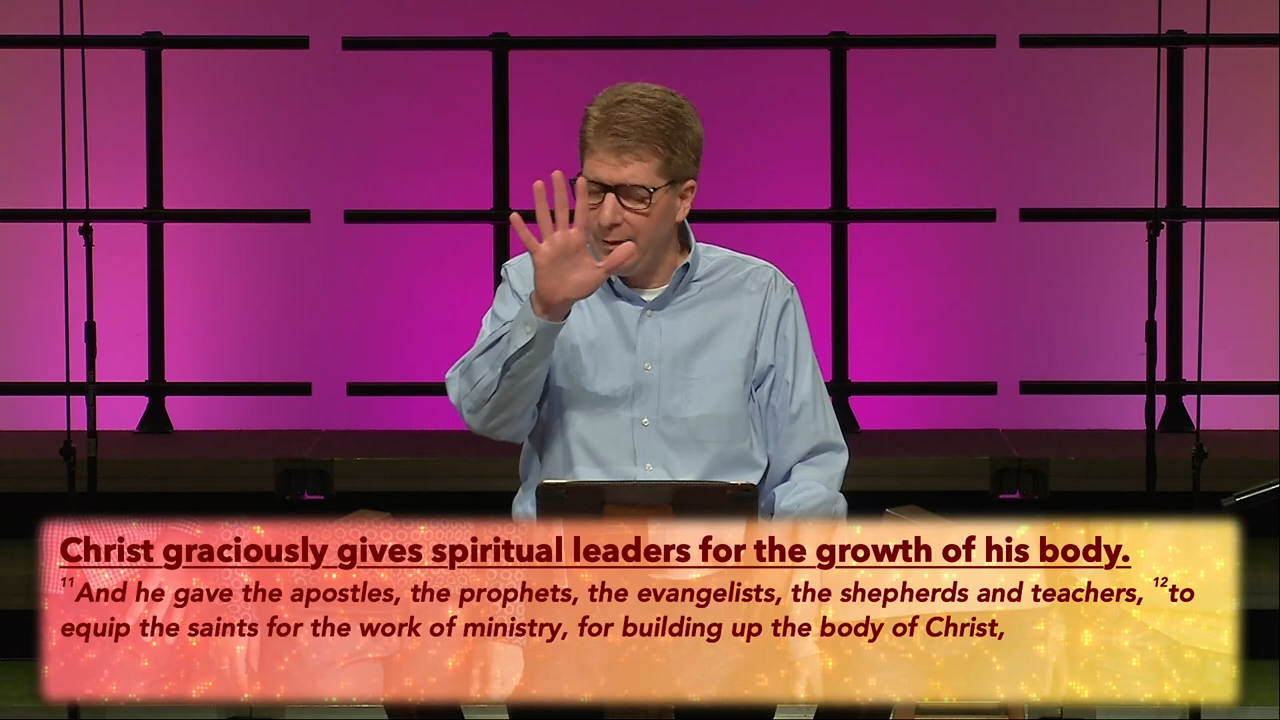 Christ graciously gives spiritual leaders for the growth of his body.
¹¹And he gave the apostles, the prophets, the evangelists, the shepherds and teachers, ¹²to
equip the saints for the work of ministry, for building up the body of Christ,